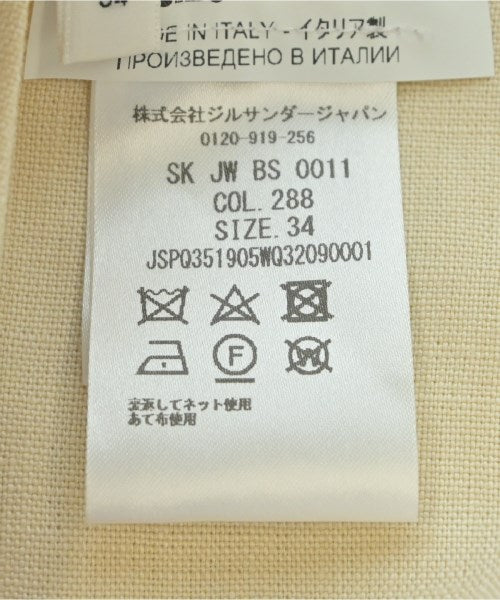 34
IN ITALY - イタリア製
ПРОИЗВЕДЕНО В ИТАЛИИ
株式会社ジルサンダージャパン
0120-919-256
SK JW BS 0011
COL. 288
SIZE. 34
JSPQ351905WQ32090001
F
W
裏返してネット使用
あて布使用